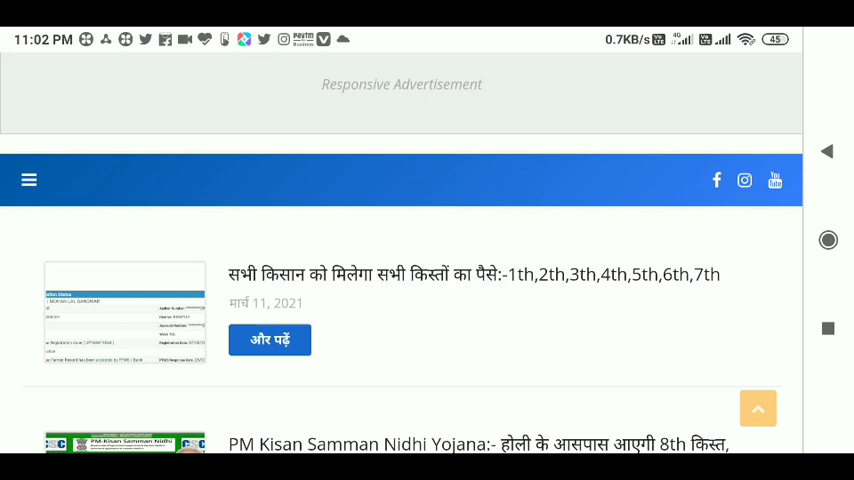 11:02 PM
0.7KB/s 4G 45
Responsive Advertisement
सभी किसान को मिलेगा सभी किस्तों का पैसे:-1th,2th,3th,4th,5th,6th,7th
मार्च 11, 2021
और पढ़ें
PM-Kisan Samman Nidhi
PM Kisan Samman Nidhi Yojana:- होली के आसपास आएगी 8th किस्त,